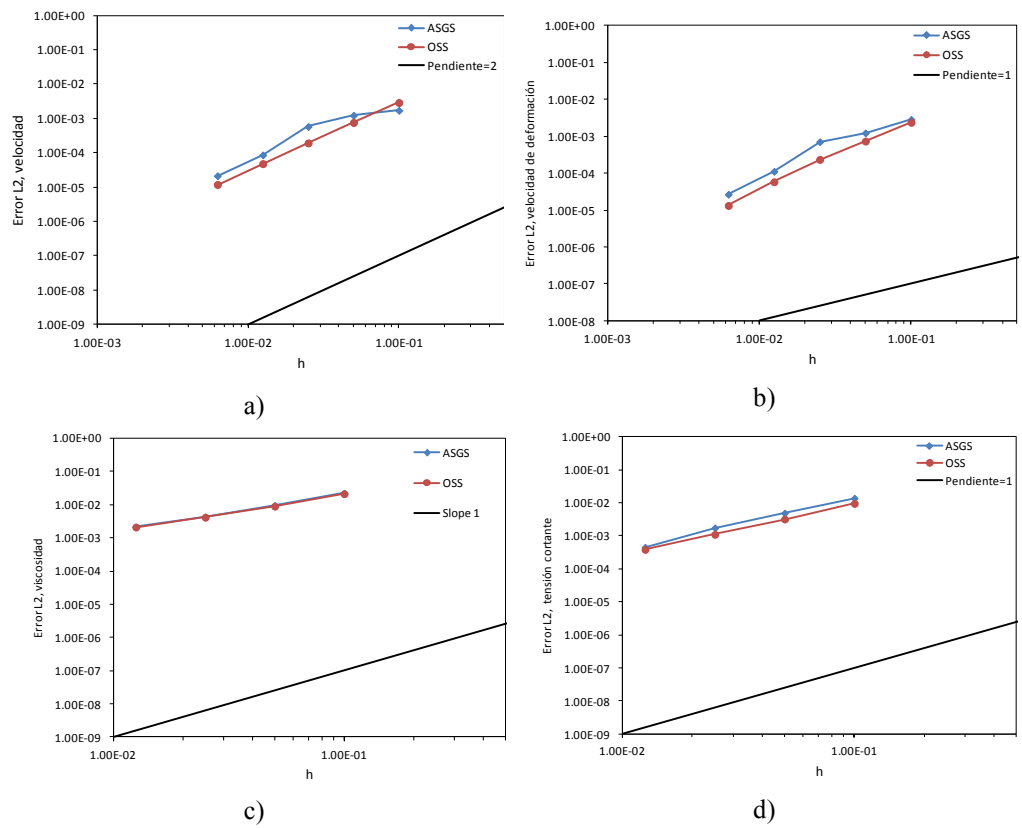 1.00E+00
1.00E-01
1.00E-02
1.00E-03
1.00E-04
1.00E-05
1.00E-06
1.00E-07
1.00E-08
1.00E-09
Error L2, velocidad
1.00E-03 1.00E-02 1.00E-01
h
ASGS
OSS
Pendiente=2
a)
1.00E+00
1.00E-01
1.00E-02
1.00E-03
1.00E-04
1.00E-05
1.00E-06
1.00E-07
1.00E-08
Error L2, velocidad de deformación
1.00E-03 1.00E-02 1.00E-01
h
ASGS
OSS
Pendiente=1
b)
1.00E+00
1.00E-01
1.00E-02
1.00E-03
1.00E-04
1.00E-05
1.00E-06
1.00E-07
1.00E-08
1.00E-09
Error L2, viscosidad
1.00E-02 1.00E-01
h
ASGS
OSS
Slope 1
c)
1.00E+00
1.00E-01
1.00E-02
1.00E-03
1.00E-04
1.00E-05
1.00E-06
1.00E-07
1.00E-08
1.00E-09
Error L2, tensión cortante
1.00E-02 1.00E-01
h
ASGS
OSS
Pendiente=1
d)